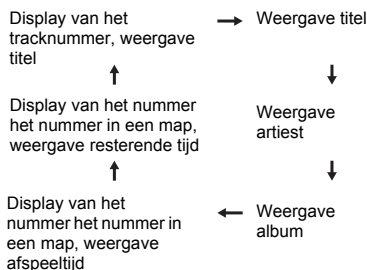 Display van het
tracknummer, weergave
titel
Weergave titel
Display van het nummer
het nummer in een map,
weergave resterende tijd
Weergave
artiest
Display van het
nummer het nummer in
een map, weergave
afspeeltijd
Weergave
album